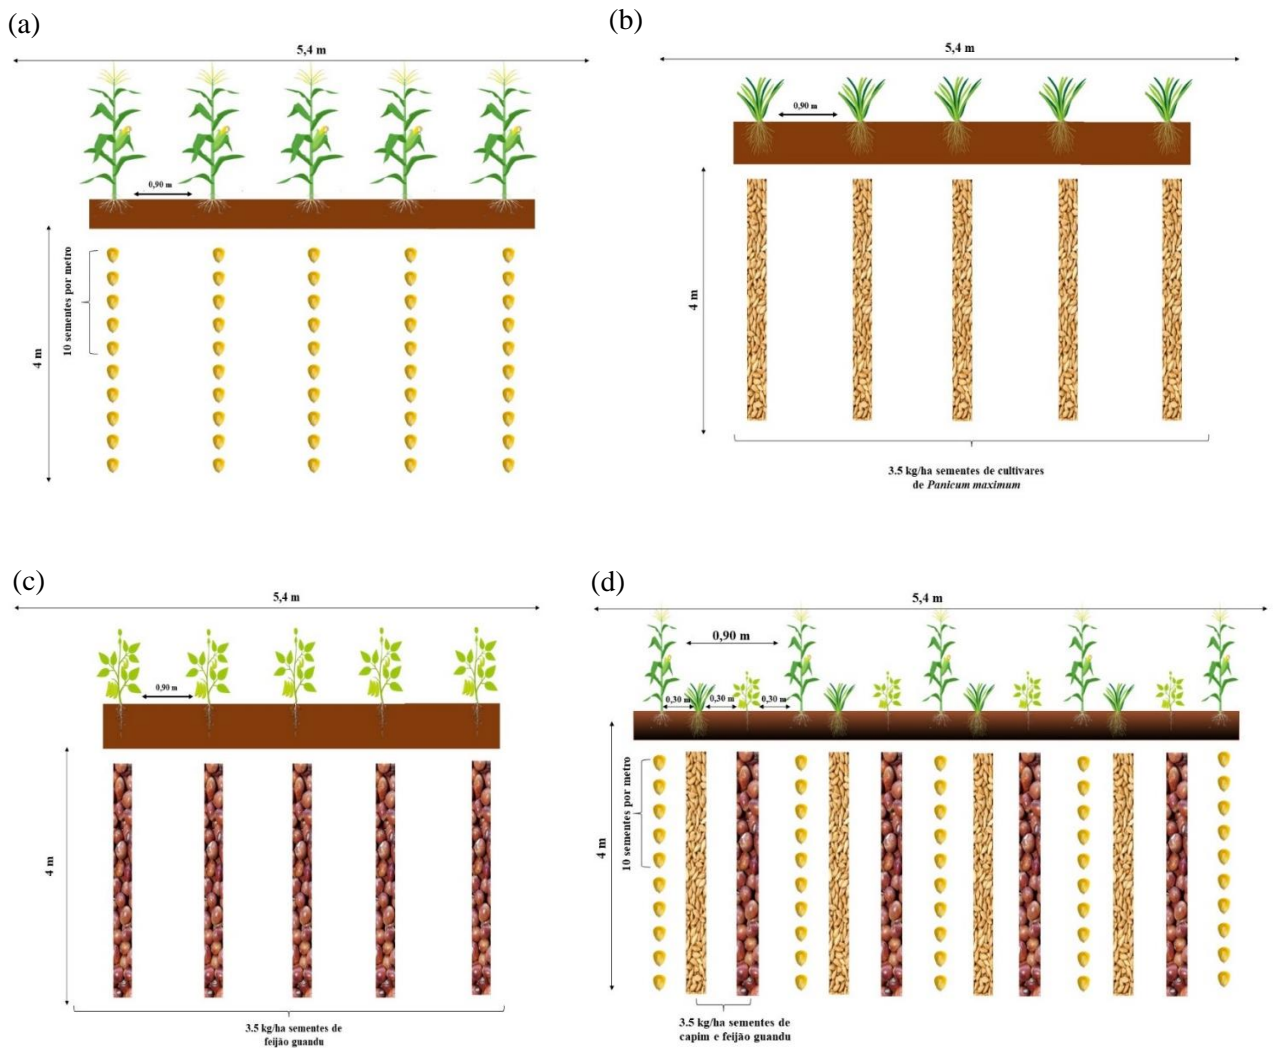 (a)
5,4 m
0,90 m
10 sementes por metro
4 m
(b)
5,4 m
0,90 m
4 m
3.5 kg/ha sementes de cultivares
de Panicum maximum
(c)
5,4 m
0,90 m
4 m
3.5 kg/ha sementes de
feijão guandu
(d)
5,4 m
0,90 m
0,30 m
0,30 m
0,30 m
10 sementes por metro
4 m
3.5 kg/ha sementes de
capim e feijão guandu